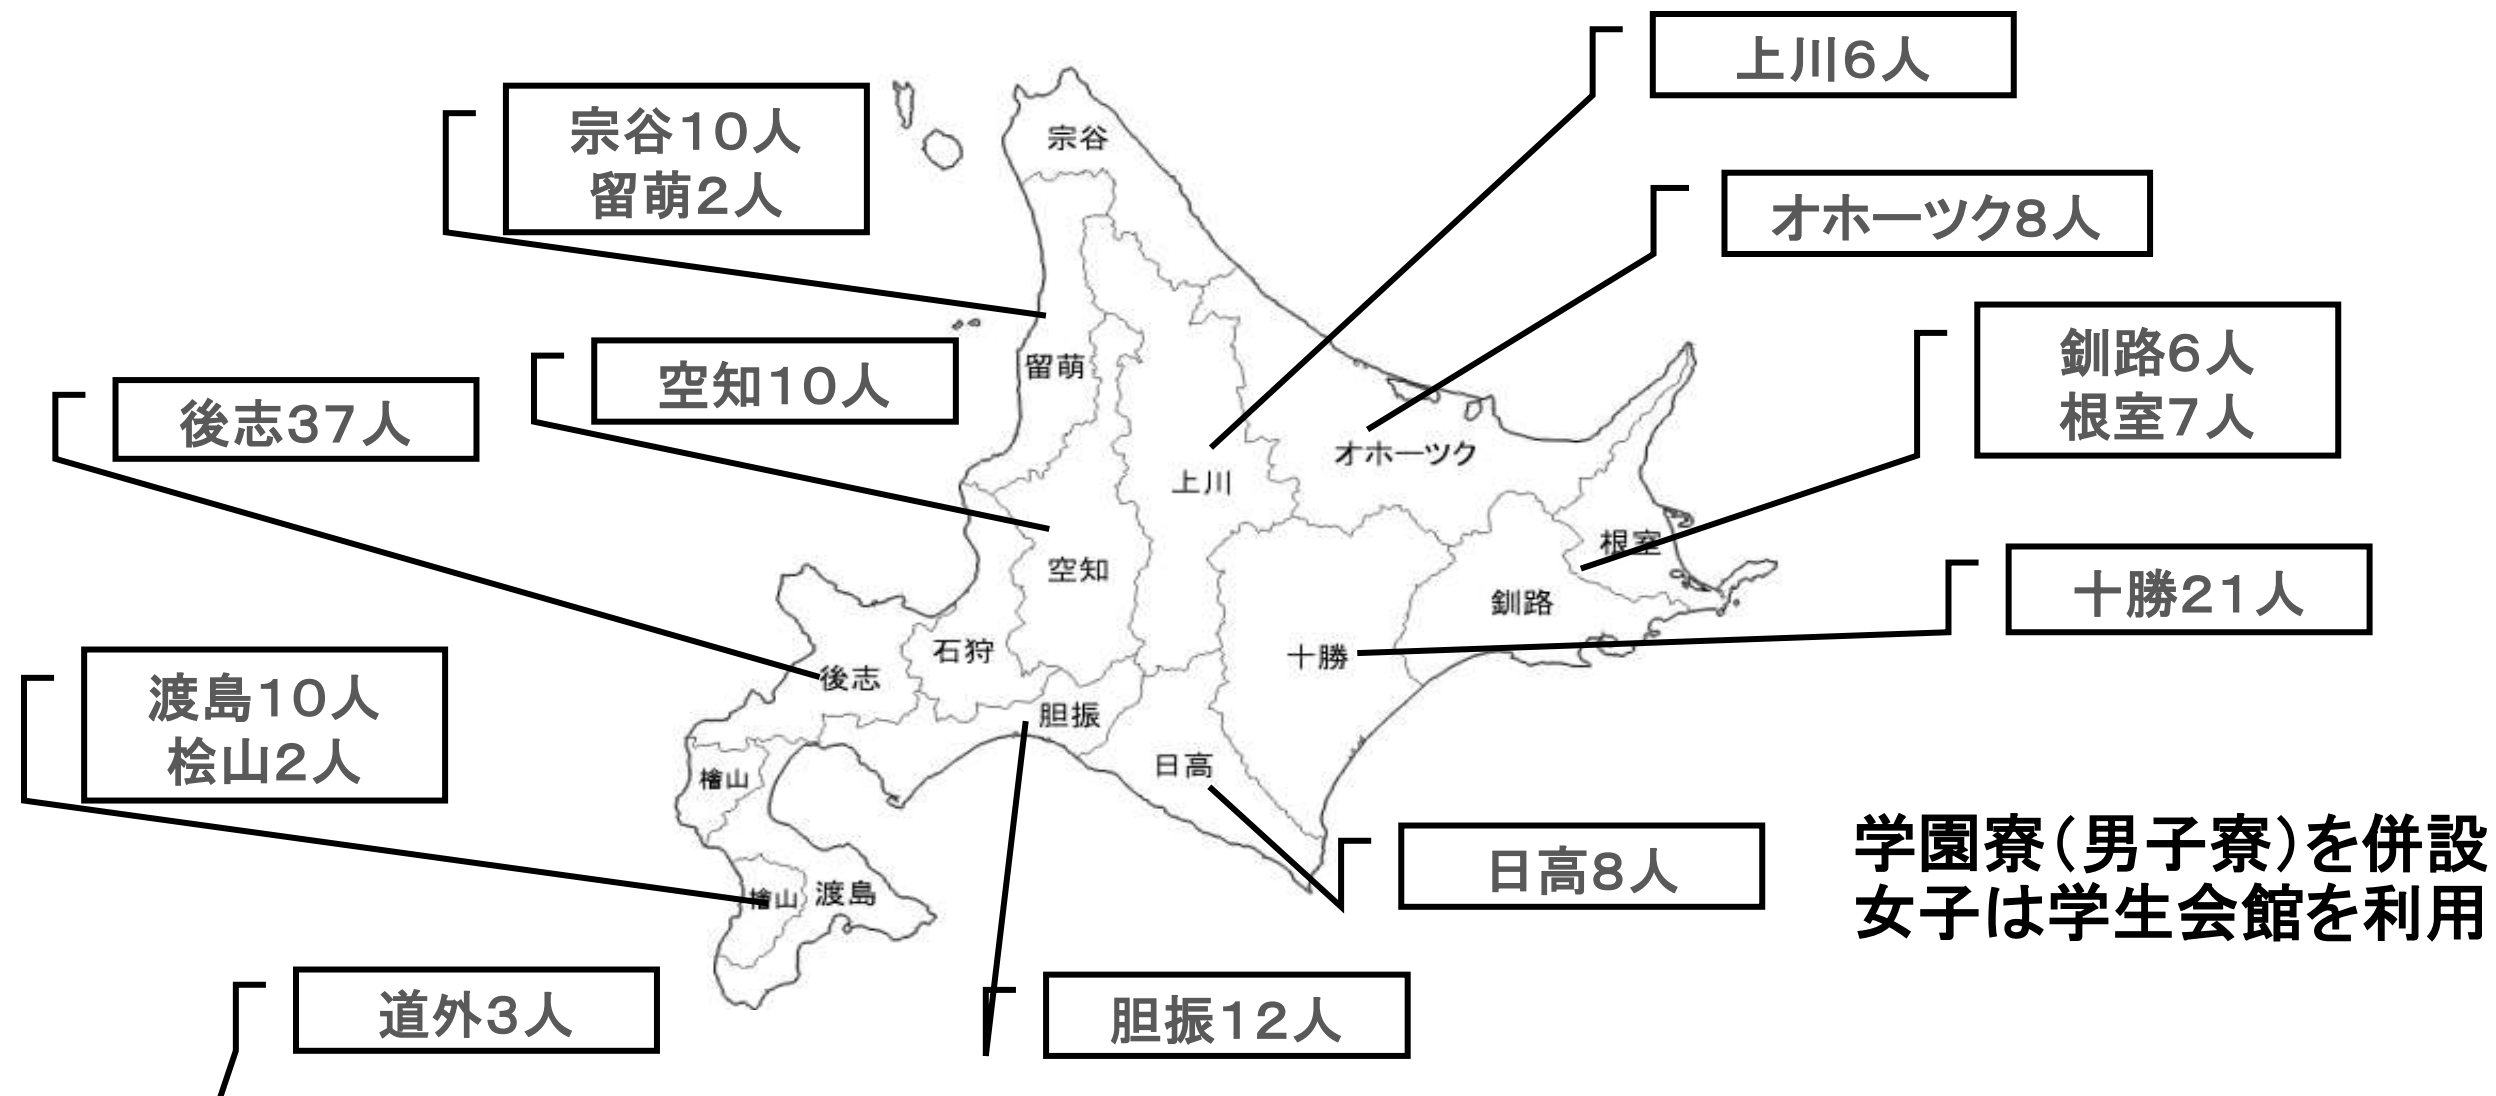 上川6人
宗谷10人
留萌2人
宗谷
オホーツク8人
釧路6人
根室7人
空知10人
留萌
後志37人
オホーツク
上川
根室
十勝21人
空知
釧路
石狩
十勝
後志
渡島10人
桧山2人
胆振
日高
檜山
日高8人
学園寮(男子寮)を併設
女子は学生会館を利用
檜山
渡島
道外3人
胆振12人